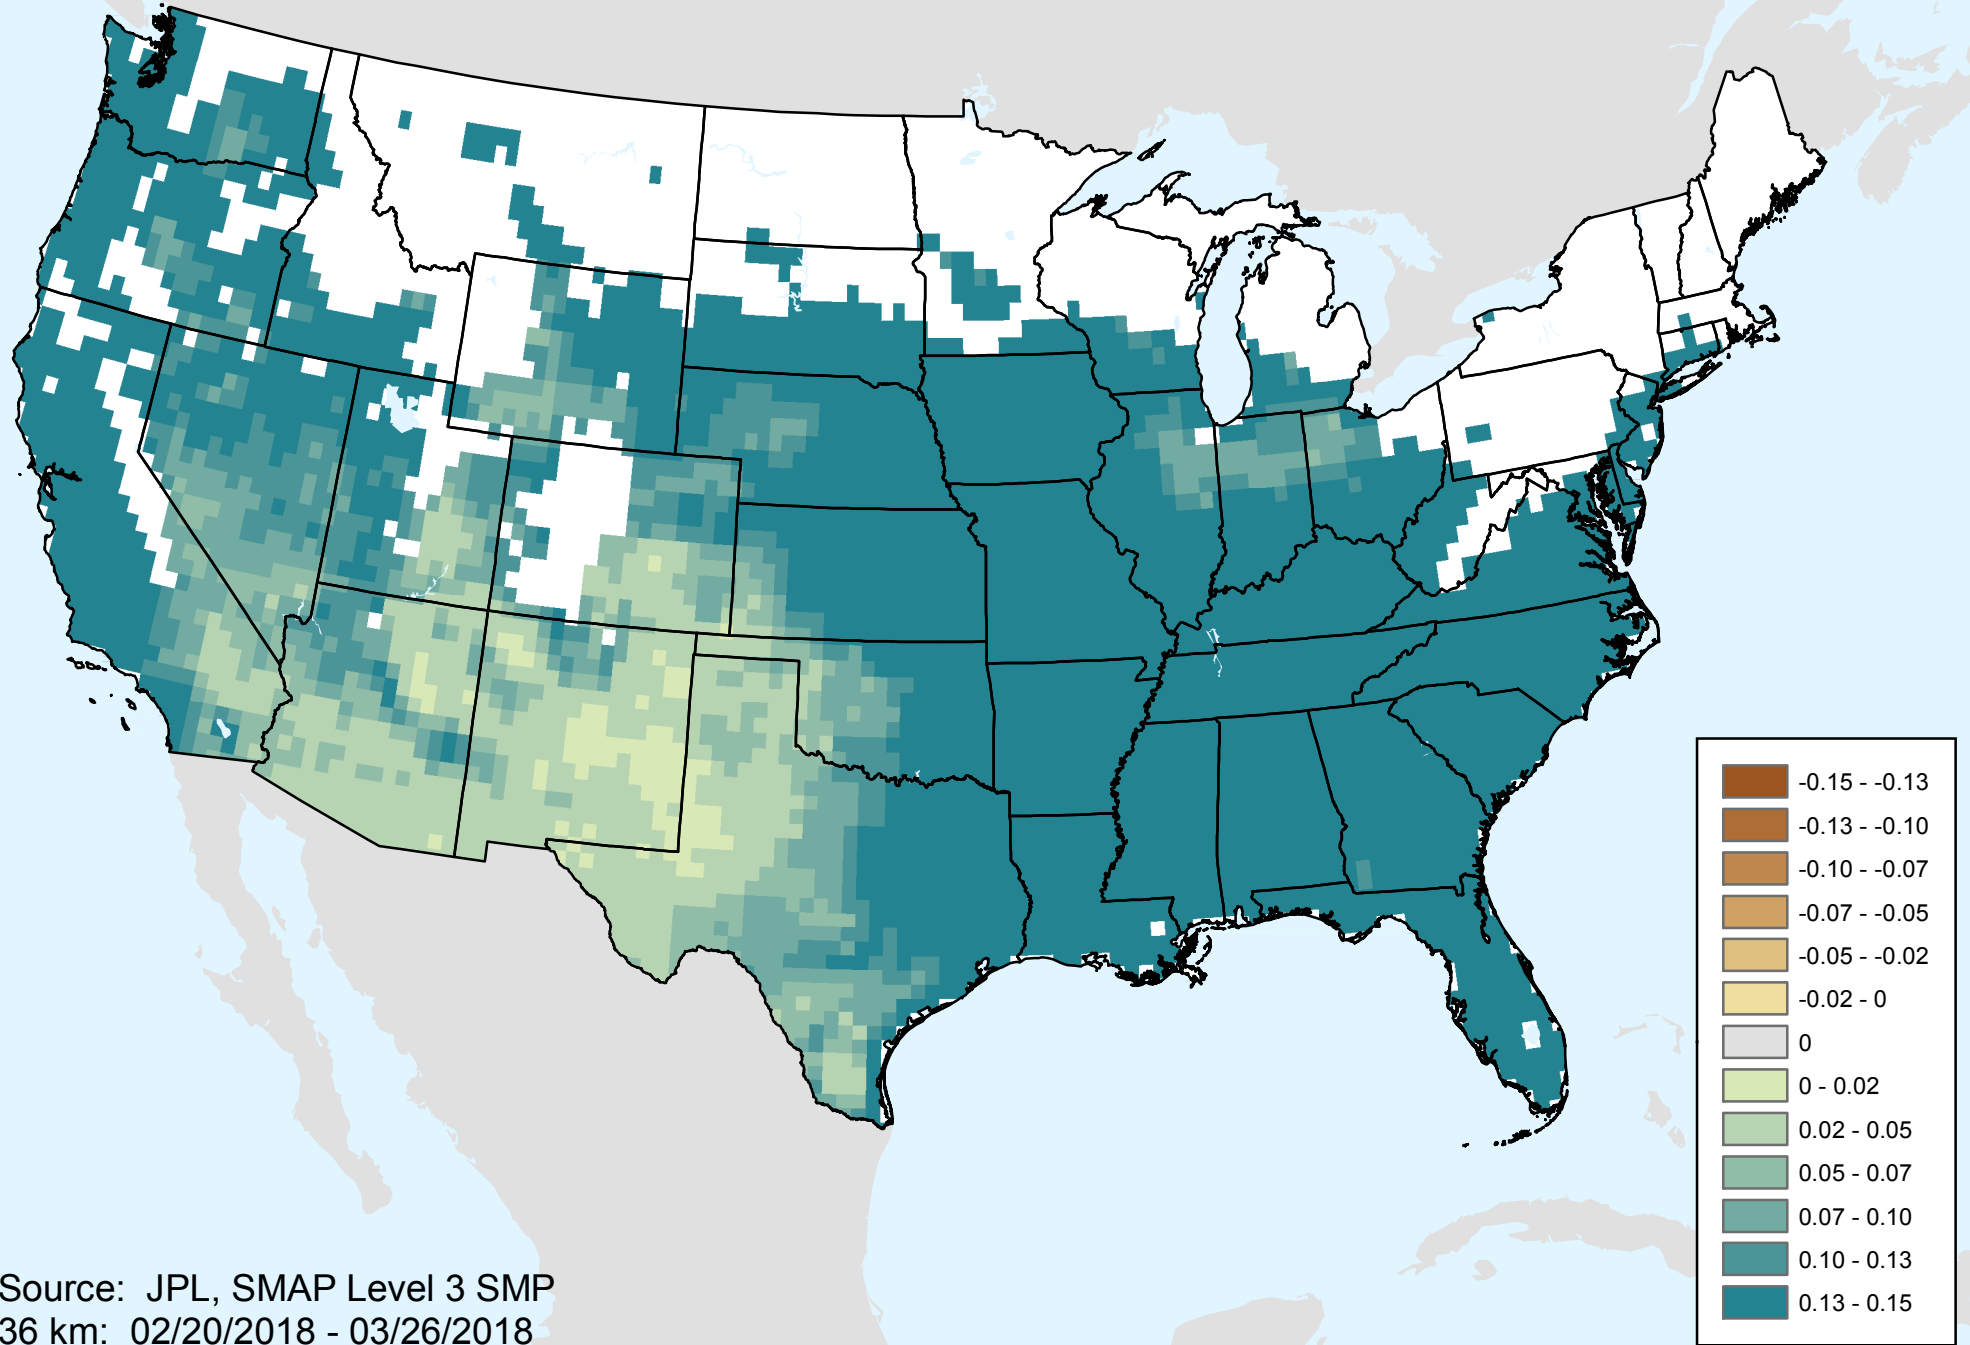 -0.15 - -0.13
-0.13 - -0.10
-0.10 - -0.07
-0.07 - -0.05
-0.05 - -0.02
-0.02 - 0
0
0 - 0.02
0.02 - 0.05
0.05 - 0.07
0.07 - 0.10
0.10 - 0.13
0.13 - 0.15
Source: JPL, SMAP Level 3 SMP
36 km: 02/20/2018 - 03/26/2018